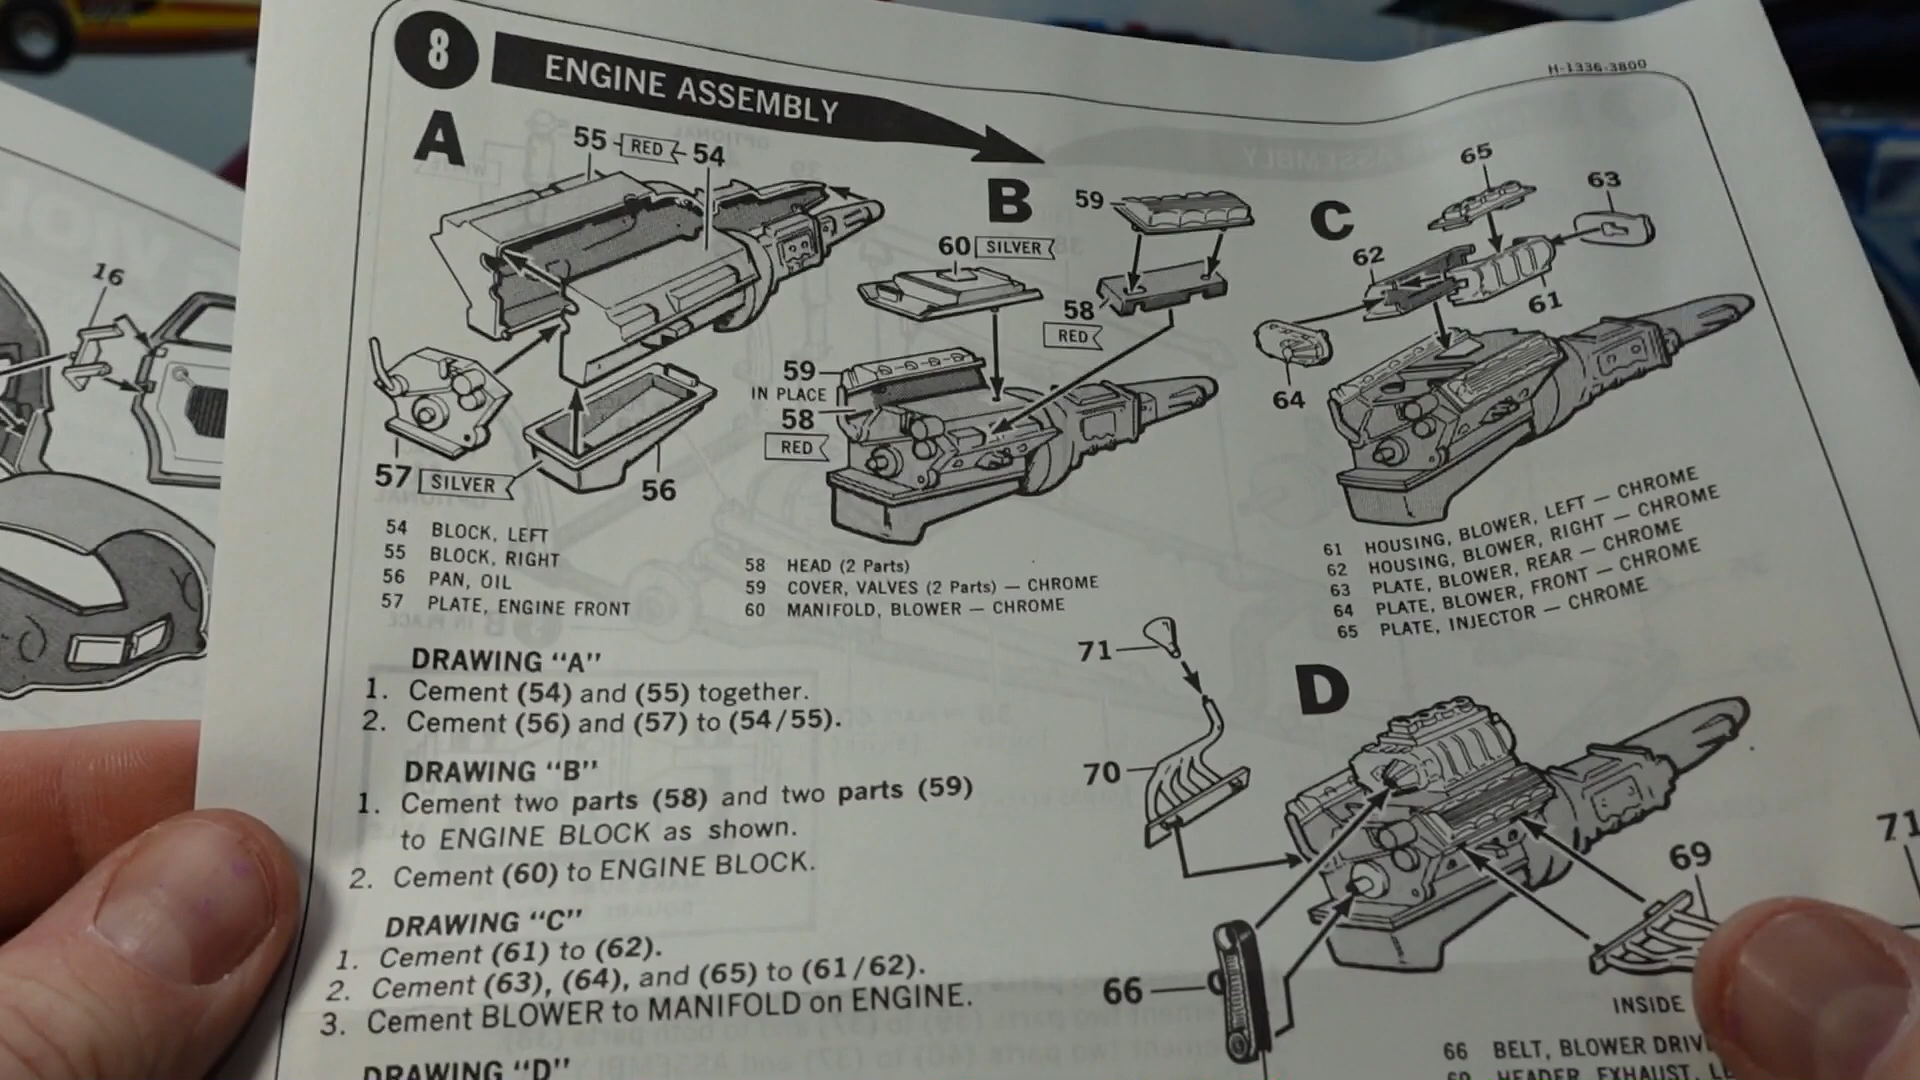 8 ENGINE ASSEMBLY
H-1336-3800
A
55 RED 54
57 SILVER
56
54 BLOCK, LEFT
55 BLOCK, RIGHT
56 PAN, OIL
57 PLATE, ENGINE FRONT
B
59
60 SILVER
58
RED
59
IN PLACE
58
RED
58 HEAD (2 Parts)
59 COVER, VALVES (2 Parts) — CHROME
60 MANIFOLD, BLOWER — CHROME
C
65
63
62
61
64
61 HOUSING, BLOWER, LEFT — CHROME
62 HOUSING, BLOWER, RIGHT — CHROME
63 PLATE, BLOWER, REAR — CHROME
64 PLATE, BLOWER, FRONT — CHROME
65 PLATE, INJECTOR — CHROME
16
DRAWING “A”
1. Cement (54) and (55) together.
2. Cement (56) and (57) to (54/55).
DRAWING “B”
1. Cement two parts (58) and two parts (59)
to ENGINE BLOCK as shown.
2. Cement (60) to ENGINE BLOCK.
DRAWING “C”
1. Cement (61) to (62).
2. Cement (63), (64), and (65) to (61/62).
3. Cement BLOWER to MANIFOLD on ENGINE.
DRAWING “D”
D
71
70
71
69
66
INSIDE
66 BELT, BLOWER
HEADER, EXHAUST,